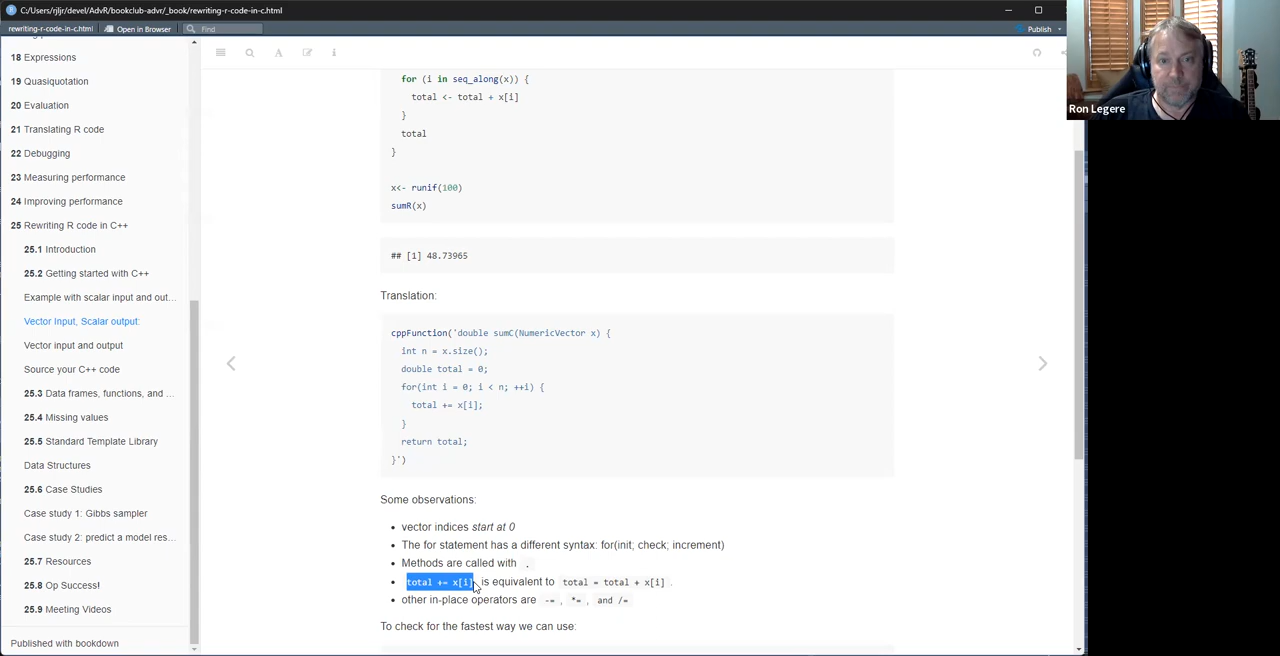 C:/Users/rjljr/devel/AdvR/bookclub-advr/_book/rewriting-r-code-in-c.html
rewriting-r-code-in-c.html
Open in Browser
Find
Publish
Ron Legere
18 Expressions
19 Quasiquotation
20 Evaluation
21 Translating R code
22 Debugging
23 Measuring performance
24 Improving performance
25 Rewriting R code in C++
25.1 Introduction
25.2 Getting started with C++
Example with scalar input and out…
Vector Input, Scalar output:
Vector input and output
Source your C++ code
25.3 Data frames, functions, and …
25.4 Missing values
25.5 Standard Template Library
Data Structures
25.6 Case Studies
Case study 1: Gibbs sampler
Case study 2: predict a model res…
25.7 Resources
25.8 Op Success!
25.9 Meeting Videos
Published with bookdown
for (i in seq_along(x)) {
total <- total + x[i]
}
total
}
x<- runif(100)
sumR(x)
## [1] 48.73965
Translation:
cppFunction('double sumC(NumericVector x) {
int n = x.size();
double total = 0;
for(int i = 0; i < n; ++i) {
total += x[i];
}
return total;
}')
Some observations:
• vector indices start at 0
• The for statement has a different syntax: for(init; check; increment)
• Methods are called with .
• total += x[i] is equivalent to total = total + x[i] .
• other in-place operators are -= , *= , and /=
To check for the fastest way we can use: